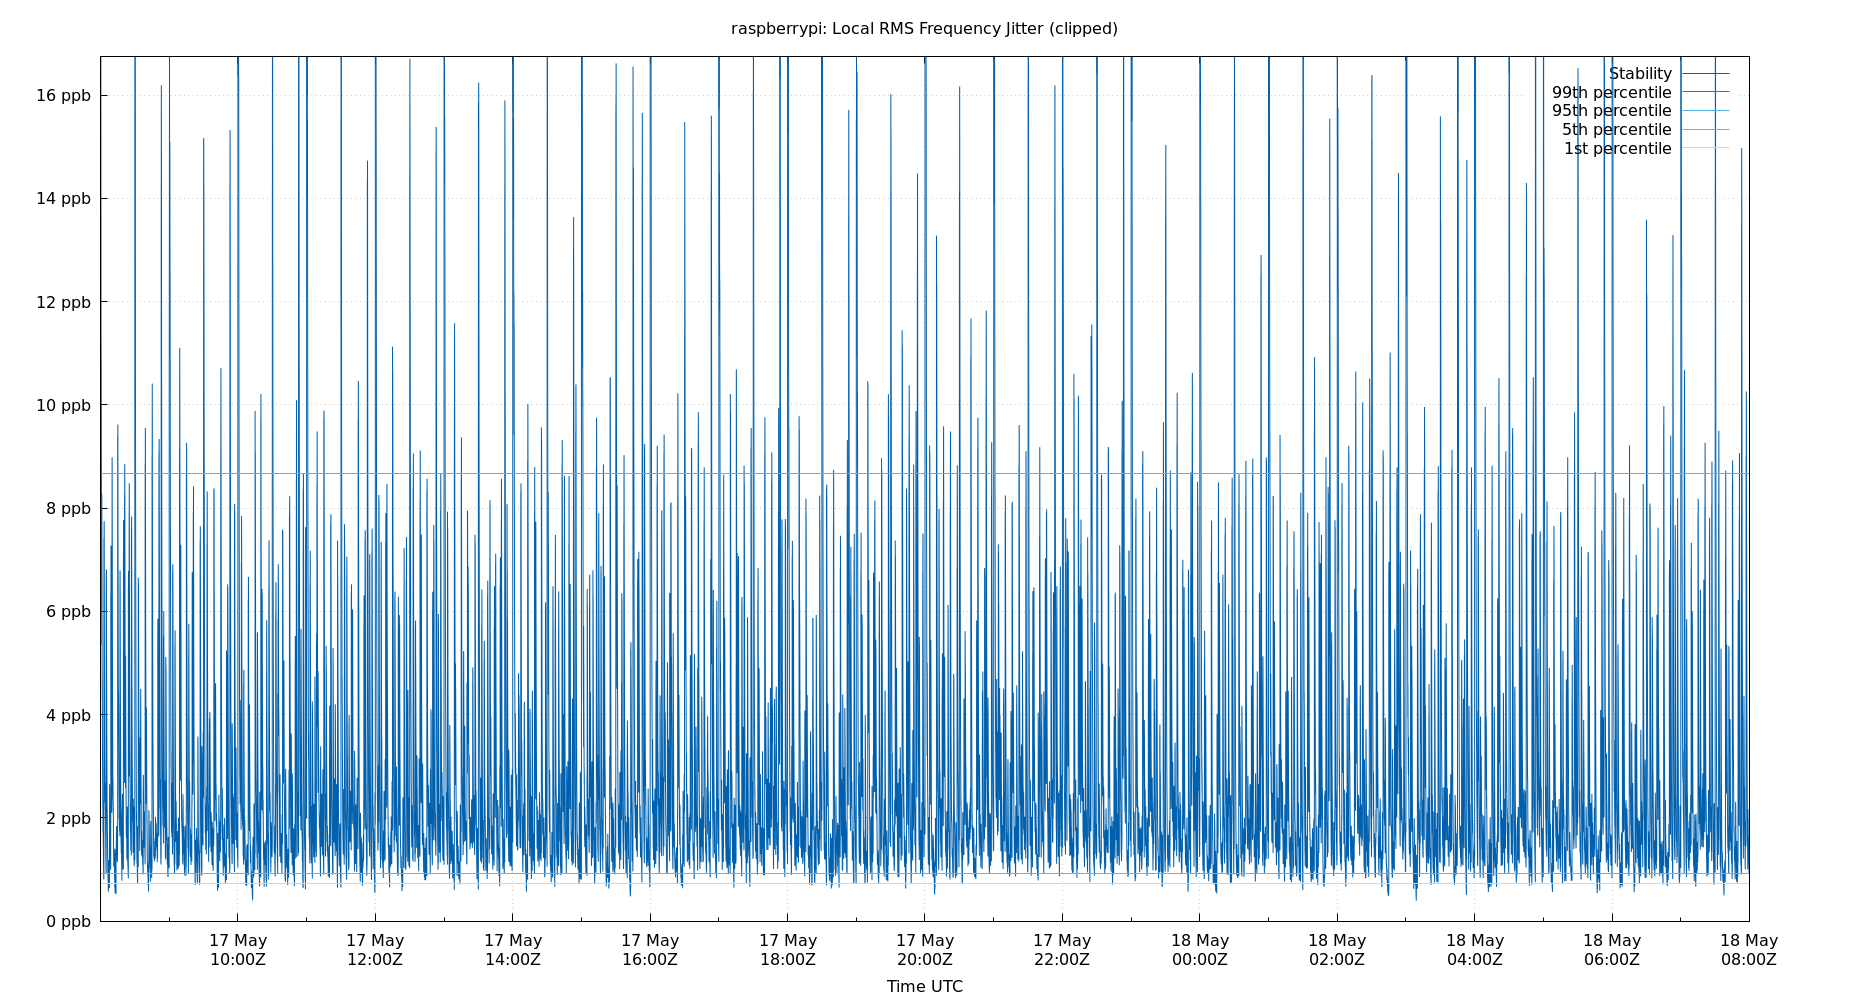 raspberrypi: Local RMS Frequency Jitter (clipped)
Stability
99th percentile
95th percentile
5th percentile
1st percentile
16 ppb
14 ppb
12 ppb
10 ppb
8 ppb
6 ppb
4 ppb
2 ppb
0 ppb
17 May 17 May 17 May 17 May 17 May 17 May 17 May 18 May 18 May 18 May 18 May 18 May
10:00Z 12:00Z 14:00Z 16:00Z 18:00Z 20:00Z 22:00Z 00:00Z 02:00Z 04:00Z 06:00Z 08:00Z
Time UTC